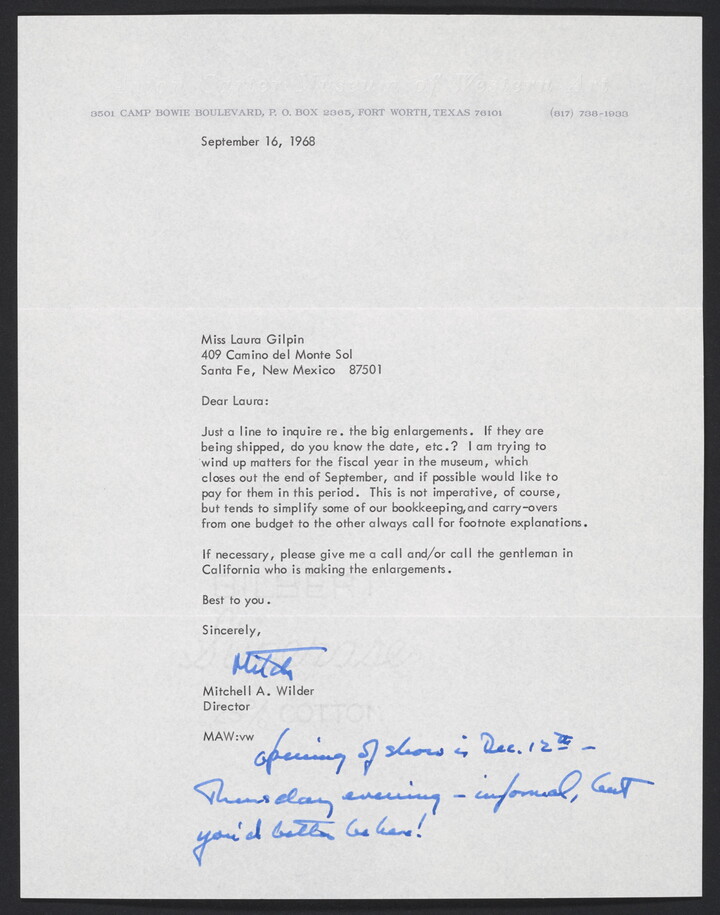 Carter Museum of Western Art
3501 CAMP BOWIE BOULEVARD, P. O. BOX 2365, FORT WORTH, TEXAS 76101 (817) 738-1933
September 16, 1968
Miss Laura Gilpin
409 Camino del Monte Sol
Santa Fe, New Mexico 87501
Dear Laura:
Just a line to inquire re. the big enlargements. If they are
being shipped, do you know the date, etc.? I am trying to
wind up matters for the fiscal year in the museum, which
closes out the end of September, and if possible would like to
pay for them in this period. This is not imperative, of course,
but tends to simplify some of our bookkeeping,and carry-overs
from one budget to the other always call for footnote explanations.
If necessary, please give me a call and/or call the gentleman in
California who is making the enlargements.
Best to you.
Sincerely,
Mitch
Mitchell A. Wilder
Director
MAW:vw
opening of show is Dec. 12th –
Thursday evening – informal, but
you'd better be here!